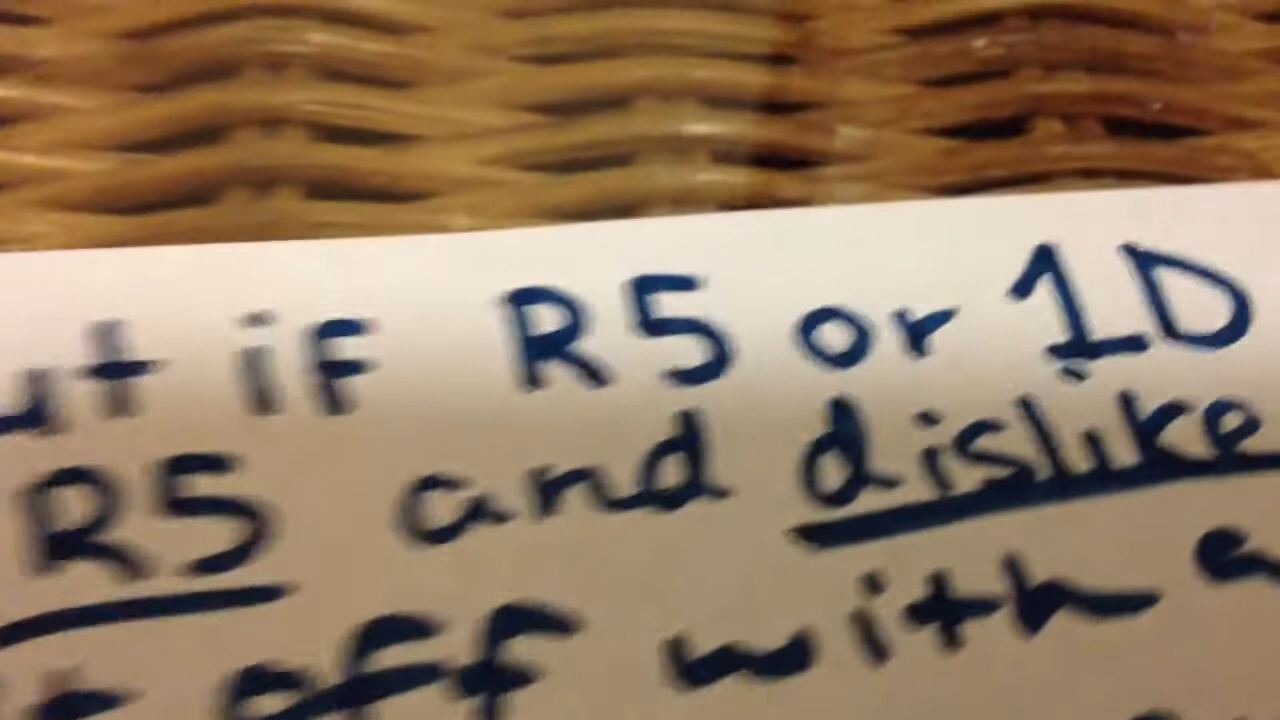 if R5 or 1D
R5 and dislike
off with